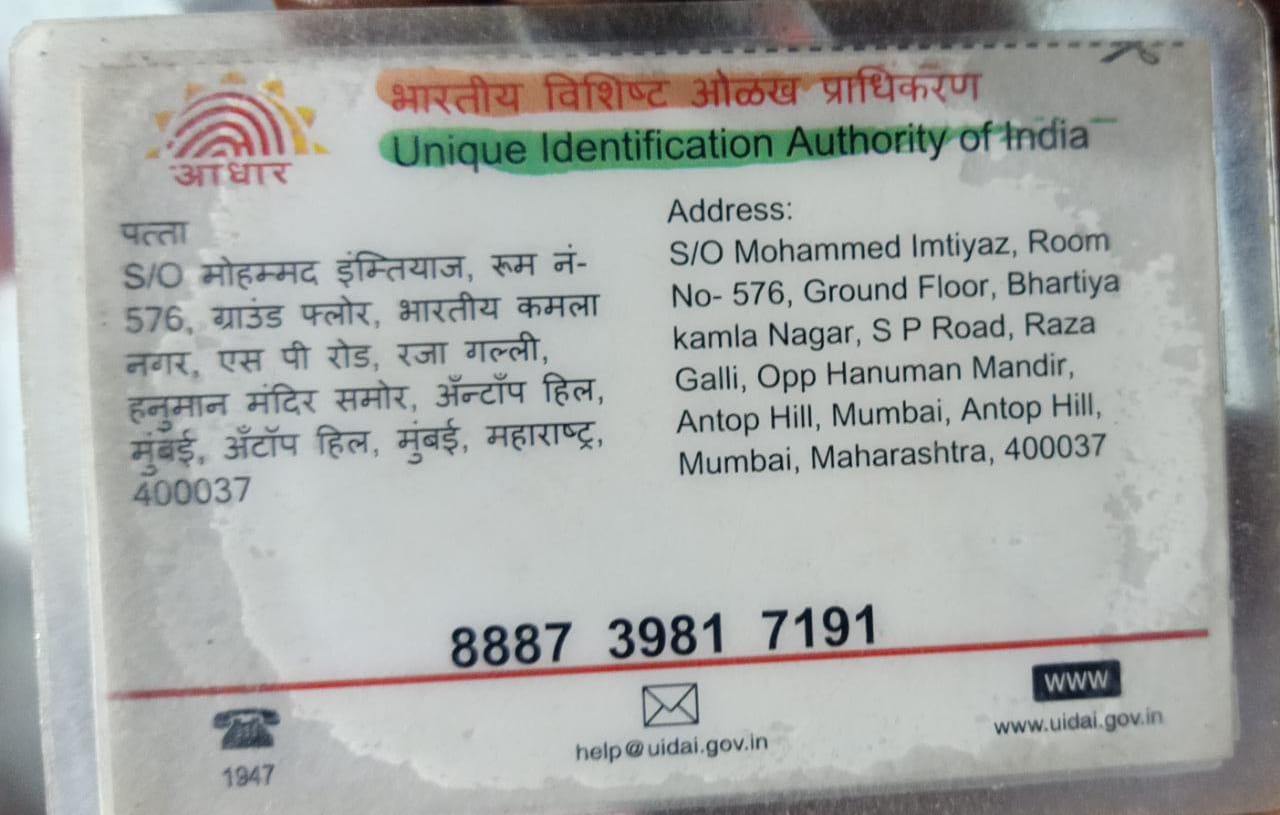 भारतीय विशिष्ट ओळख प्राधिकरण
Unique Identification Authority of India
आधार
पत्ता
S/O मोहम्मद इंम्तियाज, रूम नं-
576, ग्राउंड फ्लोर, भारतीय कमला
नगर, एस पी रोड, रजा गल्ली,
हनुमान मंदिर समोर, अँन्टाँप हिल,
मुंबई, अँटॉप हिल, मुंबई, महाराष्ट्र,
400037
Address:
S/O Mohammed Imtiyaz, Room
No- 576, Ground Floor, Bhartiya
kamla Nagar, S P Road, Raza
Galli, Opp Hanuman Mandir,
Antop Hill, Mumbai, Antop Hill,
Mumbai, Maharashtra, 400037
8887 3981 7191
1947
help@uidai.gov.in
www
www.uidai.gov.in